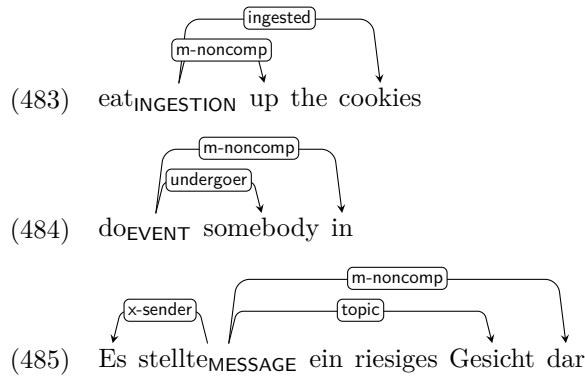 ingested
m-noncomp
(483) eatINGESTION up the cookies
m-noncomp
undergoer
(484) doEVENT somebody in
m-noncomp
x-sender topic
(485) Es stellteMESSAGE ein riesiges Gesicht dar